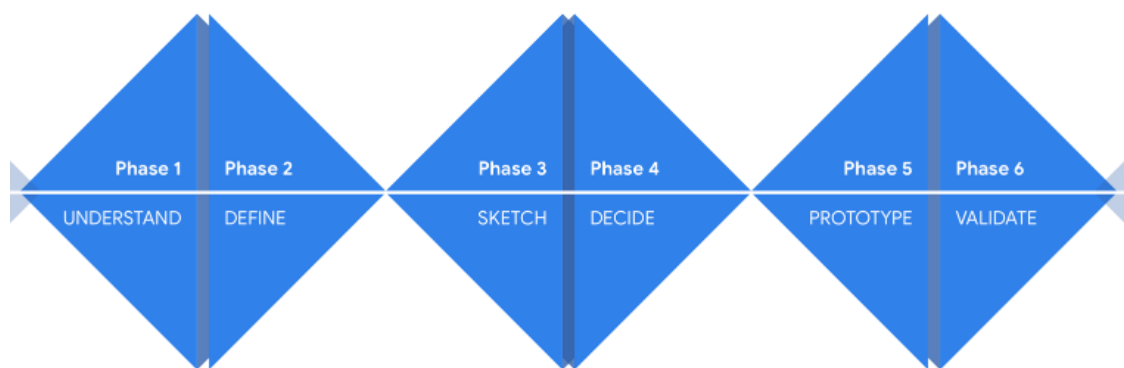 Phase 1 Phase 2 Phase 3 Phase 4 Phase 5 Phase 6
UNDERSTAND DEFINE SKETCH DECIDE PROTOTYPE VALIDATE